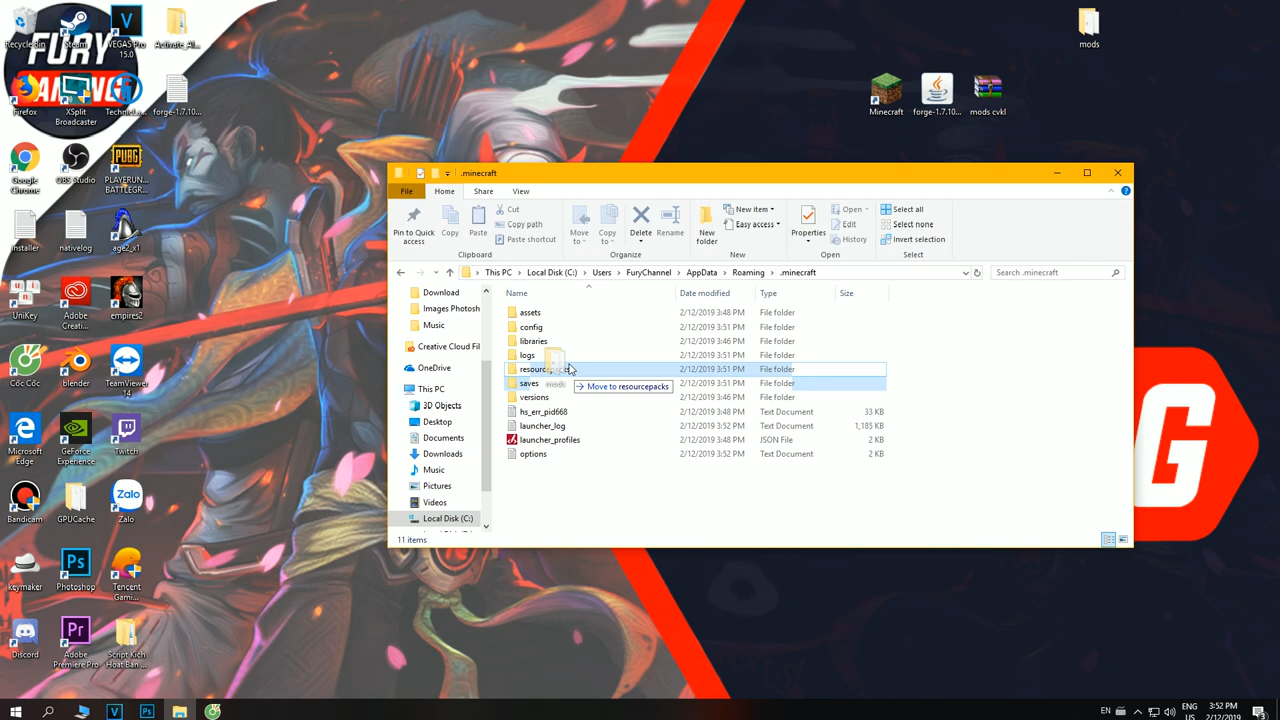 Recycle Bin
Steam
VEGAS Pro
15.0
Activate_Al...
mods
FURY
GAMING
Firefox
XSplit
Broadcaster
forge-1.7.10...
Minecraft
forge-1.7.10...
mods cvkl
Google
Chrome
OBS Studio
PUBG
PLAYERUN...
BATTLEGR...
installer
nativelog
age2_x1
UniKey
Adobe
Creati...
empires2
Cốc Cốc
blender
TeamViewer
14
Microsoft
Edge
GeForce
Experience
Twitch
Bandicam
GPUCache
Zalo
Zalo
keymaker
Ps
Photoshop
Tencent
Gaming ...
Discord
Pr
Adobe
Premiere Pro
Script Kich
Hoat Ban ...
.minecraft
File
Home
Share
View
Pin to Quick
access
Copy
Paste
Cut
Copy path
Paste shortcut
Clipboard
Move
to
Copy
to
Delete
Rename
Organize
New
folder
New item
Easy access
New
Properties
Open
Edit
History
Open
Select all
Select none
Invert selection
Select
This PC
Local Disk (C:)
Users
FuryChannel
AppData
Roaming
.minecraft
Search .minecraft
Name
Date modified
Type
Size
Download
Images Photosh
Music
Creative Cloud Fil
OneDrive
This PC
3D Objects
Desktop
Documents
Downloads
Music
Pictures
Videos
Local Disk (C:)
assets 2/12/2019 3:48 PM File folder
config 2/12/2019 3:51 PM File folder
libraries 2/12/2019 3:48 PM File folder
logs 2/12/2019 3:51 PM File folder
resourcepacks 2/12/2019 3:51 PM File folder
saves 2/12/2019 3:51 PM File folder
mods
Move to resourcepacks
versions 2/12/2019 3:46 PM File folder
hs_err_pid668 2/12/2019 3:48 PM Text Document 33 KB
launcher_log 2/12/2019 3:52 PM Text Document 1,185 KB
launcher_profiles 2/12/2019 3:48 PM JSON File 2 KB
options 2/12/2019 3:52 PM Text Document 2 KB
11 items
G
V
Ps
EN
ENG
3:52 PM
2/12/2019